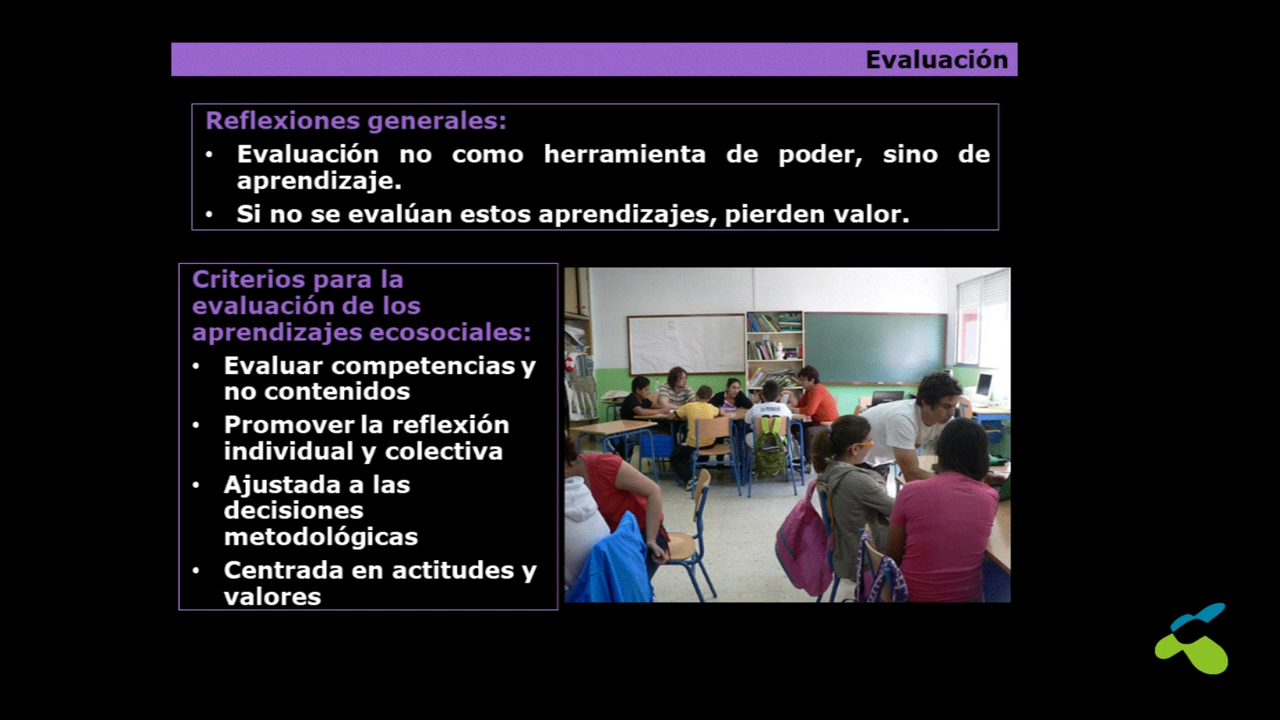 Evaluación
Reflexiones generales:
• Evaluación no como herramienta de poder, sino de
aprendizaje.
• Si no se evalúan estos aprendizajes, pierden valor.
Criterios para la
evaluación de los
aprendizajes ecosociales:
• Evaluar competencias y
no contenidos
• Promover la reflexión
individual y colectiva
• Ajustada a las
decisiones
metodológicas
• Centrada en actitudes y
valores